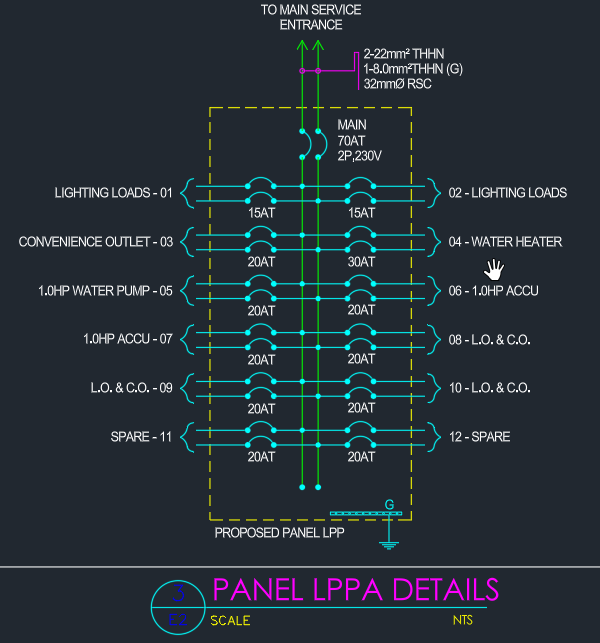 TO MAIN SERVICE
ENTRANCE
2-22mm² THHN
1-8.0mm²THHN (G)
32mmØ RSC
MAIN
70AT
2P,230V
LIGHTING LOADS - 01
02 - LIGHTING LOADS
15AT 15AT
CONVENIENCE OUTLET - 03
04 - WATER HEATER
20AT 30AT
1.0HP WATER PUMP - 05
06 - 1.0HP ACCU
20AT 20AT
1.0HP ACCU - 07
08 - L.O. & C.O.
20AT 20AT
L.O. & C.O. - 09
10 - L.O. & C.O.
20AT 20AT
SPARE - 11
12 - SPARE
20AT 20AT
G
PROPOSED PANEL LPP
3
E2
PANEL LPPA DETAILS
SCALE NTS